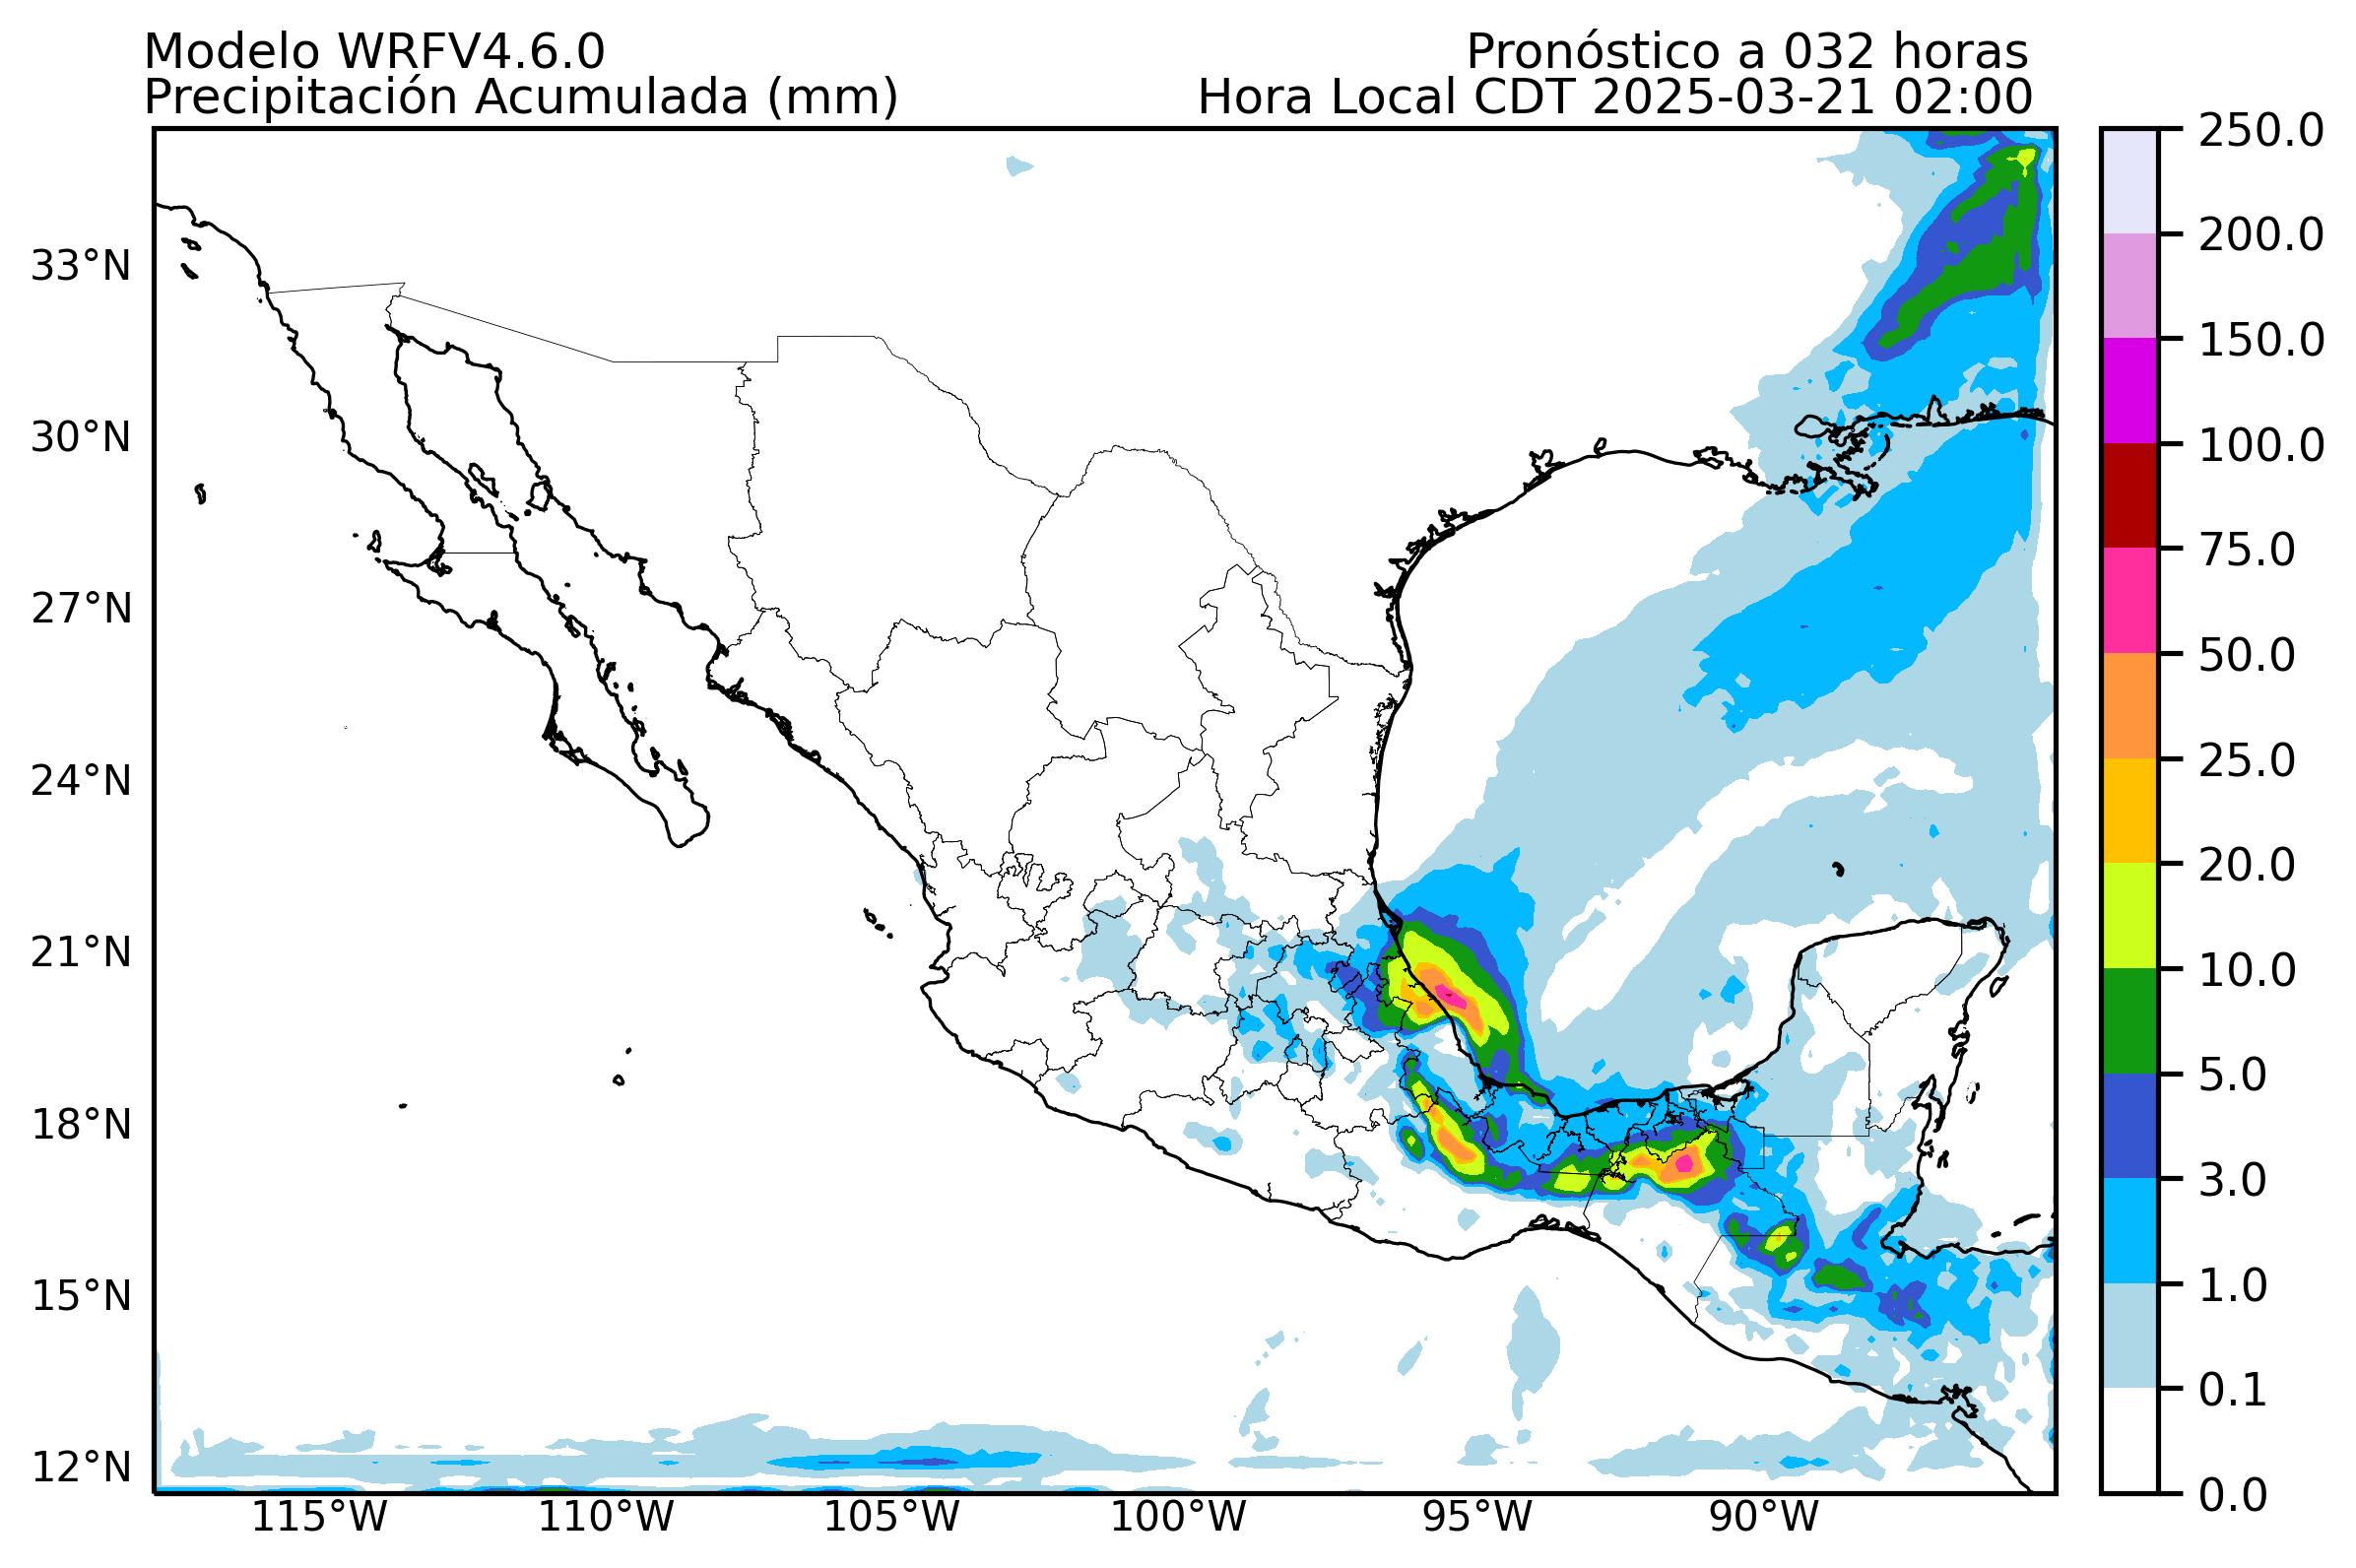 Modelo WRFV4.6.0
Pronóstico a 032 horas
Precipitación Acumulada (mm)
Hora Local CDT 2025-03-21 02:00
33°N
30°N
27°N
24°N
21°N
18°N
15°N
12°N
115°W
110°W
105°W
100°W
95°W
90°W
250.0
200.0
150.0
100.0
75.0
50.0
25.0
20.0
10.0
5.0
3.0
1.0
0.1
0.0